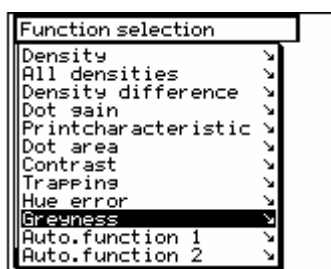 Function selection
Density
All densities
Density difference
Dot gain
Printcharacteristic
Dot area
Contrast
Trapping
Hue error
Greyness
Auto.function 1
Auto.function 2